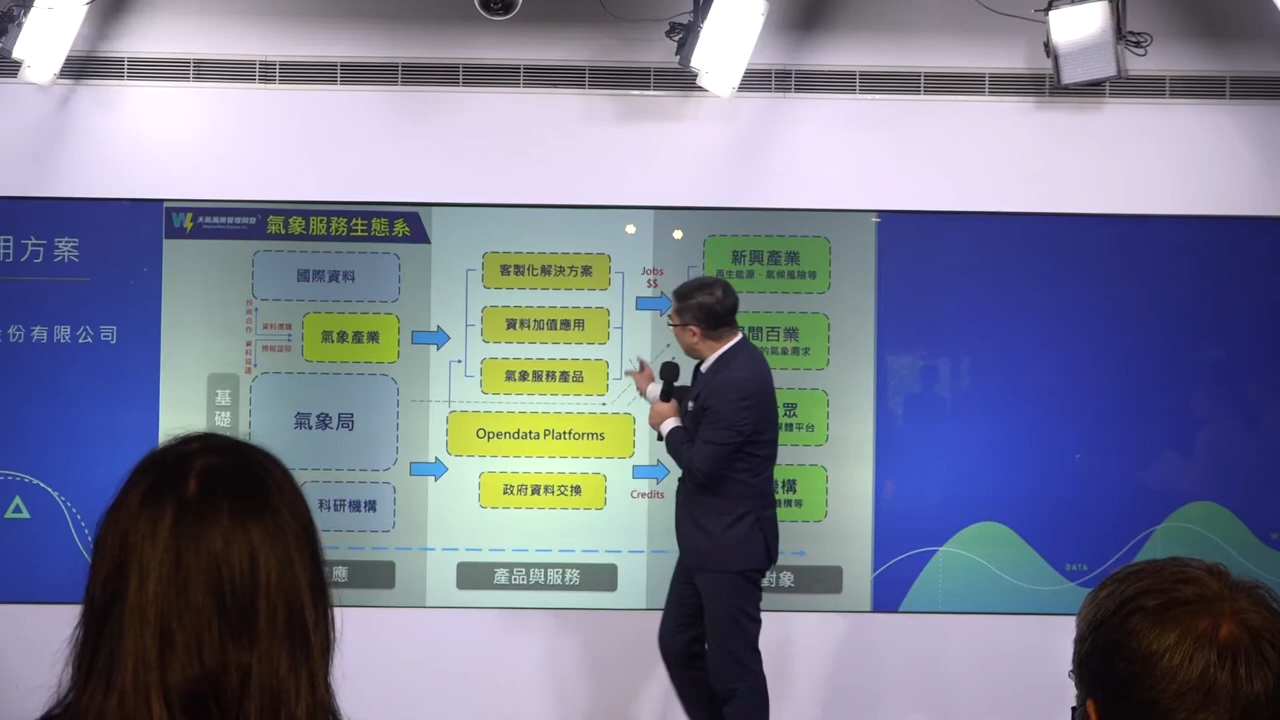 用方案
份有限公司
天氣風險管理開發
氣象服務生態系
國際資料
技術合作
資料價購
預報證照
資料協議
氣象產業
氣象局
科研機構
基礎
應
客製化解決方案
資料加值應用
氣象服務產品
Opendata Platforms
政府資料交換
產品與服務
Jobs
$$
Credits
新興產業
再生能源、氣候風險等
間百業
的氣象需求
眾
媒體平台
機構
機構等
對象
DATA